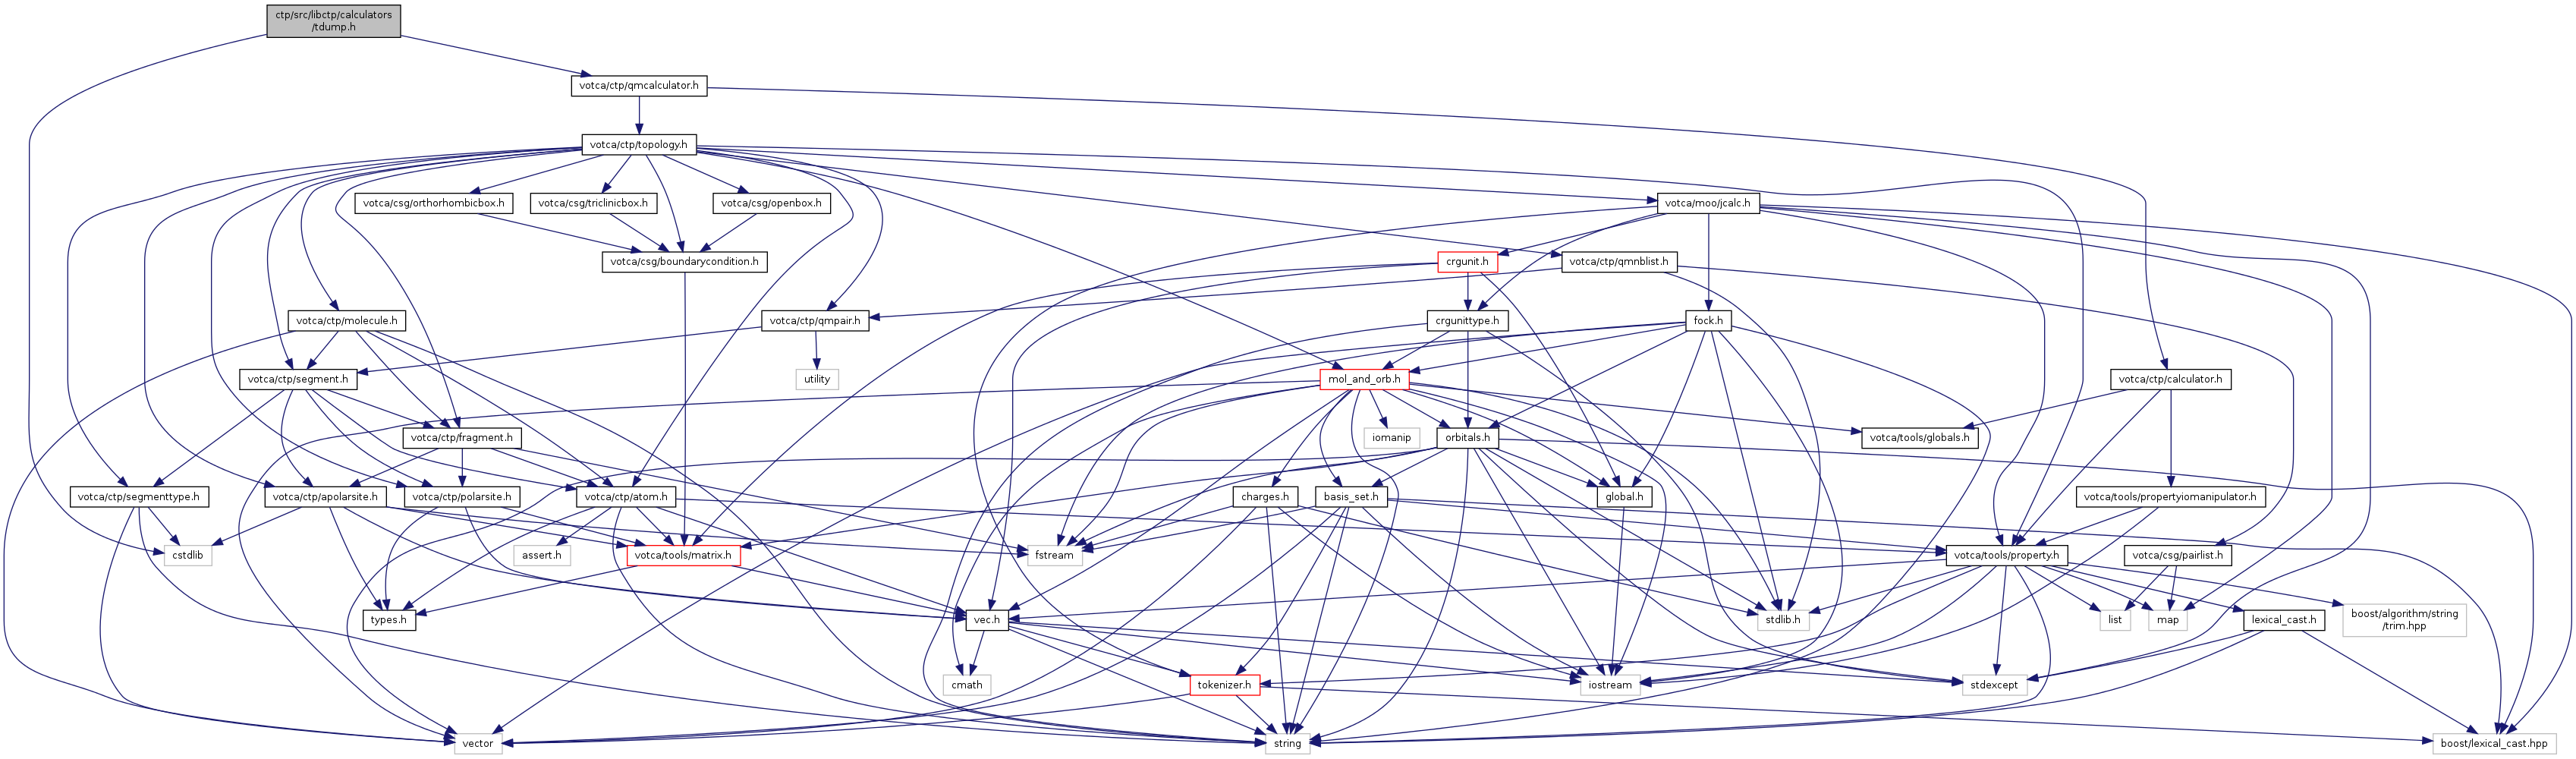 ctp/src/libctp/calculators
/tdump.h
votca/ctp/qmcalculator.h
votca/ctp/topology.h
votca/csg/orthorhombicbox.h
votca/csg/triclinicbox.h
votca/csg/openbox.h
votca/moo/jcalc.h
votca/csg/boundarycondition.h
crgunit.h
votca/ctp/qmnblist.h
votca/ctp/molecule.h
votca/ctp/qmpair.h
crgunittype.h
fock.h
votca/ctp/segment.h
utility
mol_and_orb.h
votca/ctp/calculator.h
votca/ctp/fragment.h
iomanip
orbitals.h
votca/tools/globals.h
votca/ctp/segmenttype.h
votca/ctp/apolarsite.h
votca/ctp/polarsite.h
votca/ctp/atom.h
charges.h
basis_set.h
global.h
votca/tools/propertyiomanipulator.h
cstdlib
assert.h
votca/tools/matrix.h
fstream
votca/tools/property.h
votca/csg/pairlist.h
types.h
vec.h
stdlib.h
list
map
lexical_cast.h
boost/algorithm/string
/trim.hpp
cmath
tokenizer.h
iostream
stdexcept
vector
string
boost/lexical_cast.hpp